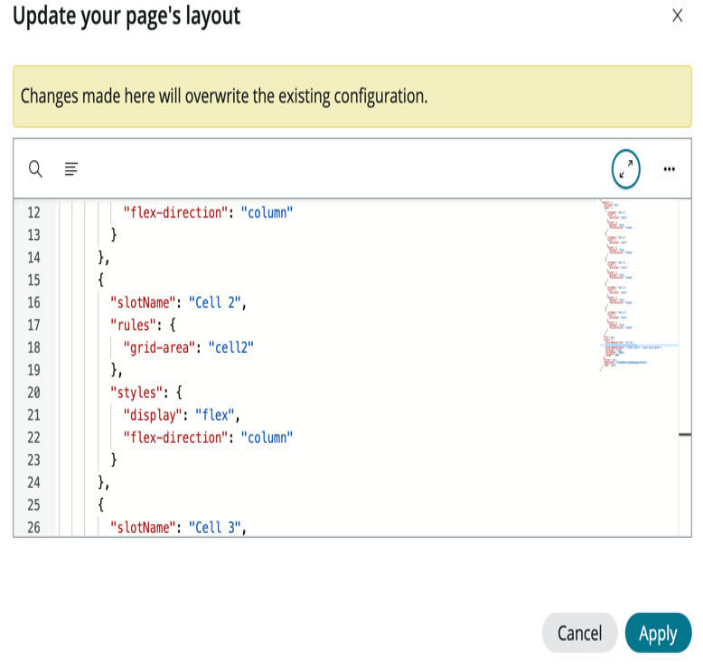 Update your page's layout
X
Changes made here will overwrite the existing configuration.
12 "flex-direction": "column"
13 }
14 },
15 {
16 "slotName": "Cell 2",
17 "rules": {
18 "grid-area": "cell2"
19 },
20 "styles": {
21 "display": "flex",
22 "flex-direction": "column"
23 }
24 },
25 {
26 "slotName": "Cell 3",
Cancel Apply